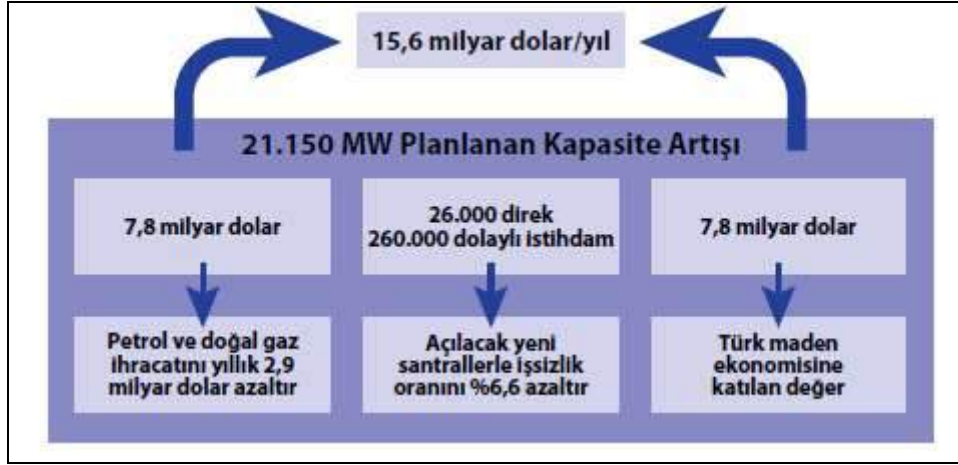 15,6 milyar dolar/yıl
21.150 MW Planlanan Kapasite Artışı
7,8 milyar dolar
26.000 direk
260.000 dolaylı istihdam
7,8 milyar dolar
Petrol ve doğal gaz
ihracatını yıllık 2,9
milyar dolar azaltır
Açılacak yeni
santrallerle işsizlik
oranını %6,6 azaltır
Türk maden
ekonomisine
katılan değer